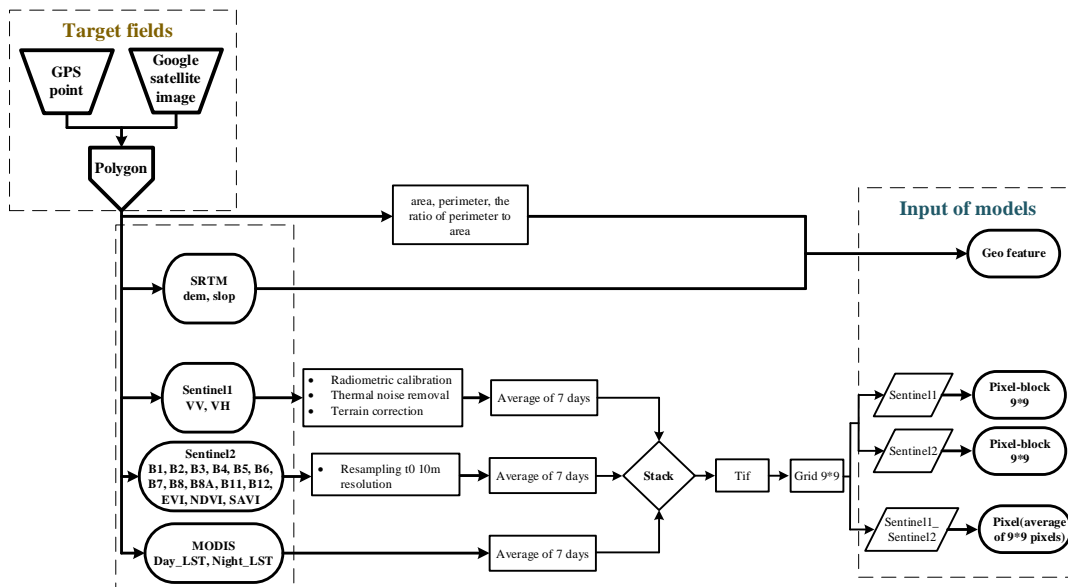 Target fields
GPS
point
Google
satellite
image
Polygon
area, perimeter, the
ratio of perimeter to
area
Input of models
Geo feature
SRTM
dem, slop
Sentinel1
VV, VH
• Radiometric calibration
• Thermal noise removal
• Terrain correction
Average of 7 days
Sentinel1
Pixel-block
9*9
Sentinel2
B1, B2, B3, B4, B5, B6,
B7, B8, B8A, B11, B12,
EVI, NDVI, SAVI
• Resampling t0 10m
resolution
Average of 7 days
Stack
Tif
Grid 9*9
Sentinel2
Pixel-block
9*9
Sentinel1_
Sentinel2
Pixel(average
of 9*9 pixels)
MODIS
Day_LST, Night_LST
Average of 7 days